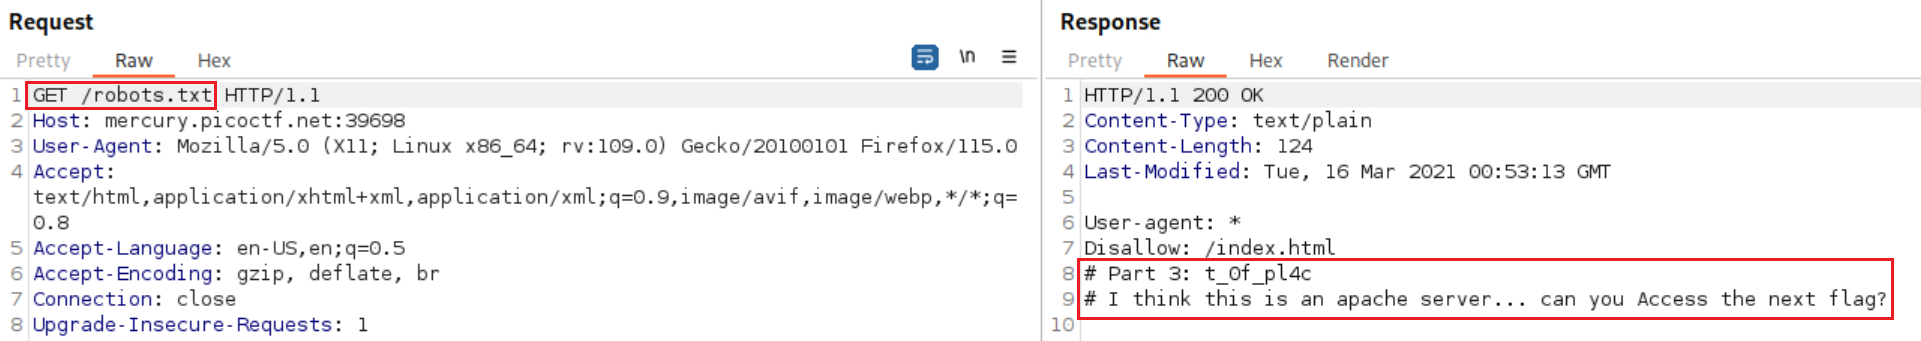 Request
Pretty Raw Hex \n
1 GET /robots.txt HTTP/1.1
2 Host: mercury.picoctf.net:39698
3 User-Agent: Mozilla/5.0 (X11; Linux x86_64; rv:109.0) Gecko/20100101 Firefox/115.0
4 Accept:
text/html,application/xhtml+xml,application/xml;q=0.9,image/avif,image/webp,*/*;q=
0.8
5 Accept-Language: en-US,en;q=0.5
6 Accept-Encoding: gzip, deflate, br
7 Connection: close
8 Upgrade-Insecure-Requests: 1
Response
Pretty Raw Hex Render
1 HTTP/1.1 200 OK
2 Content-Type: text/plain
3 Content-Length: 124
4 Last-Modified: Tue, 16 Mar 2021 00:53:13 GMT
5
6 User-agent: *
7 Disallow: /index.html
8 # Part 3: t_0f_pl4c
9 # I think this is an apache server... can you Access the next flag?
10